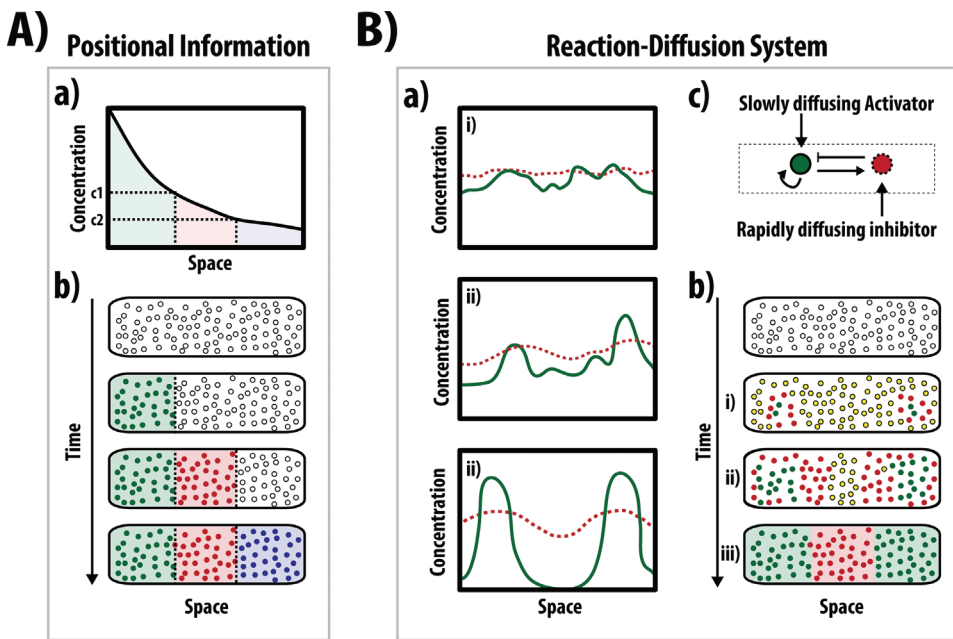 A) Positional Information
a)
Concentration
c1
c2
Space
b)
Time
Space
B) Reaction-Diffusion System
a)
i)
Concentration
ii)
Concentration
ii)
Concentration
Space
c)
Slowly diffusing Activator
Rapidly diffusing inhibitor
b)
i)
ii)
iii)
Time
Space